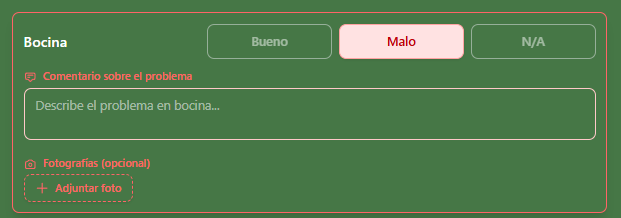 Bocina
Bueno
Malo
N/A
Comentario sobre el problema
Describe el problema en bocina...
Fotografías (opcional)
Adjuntar foto